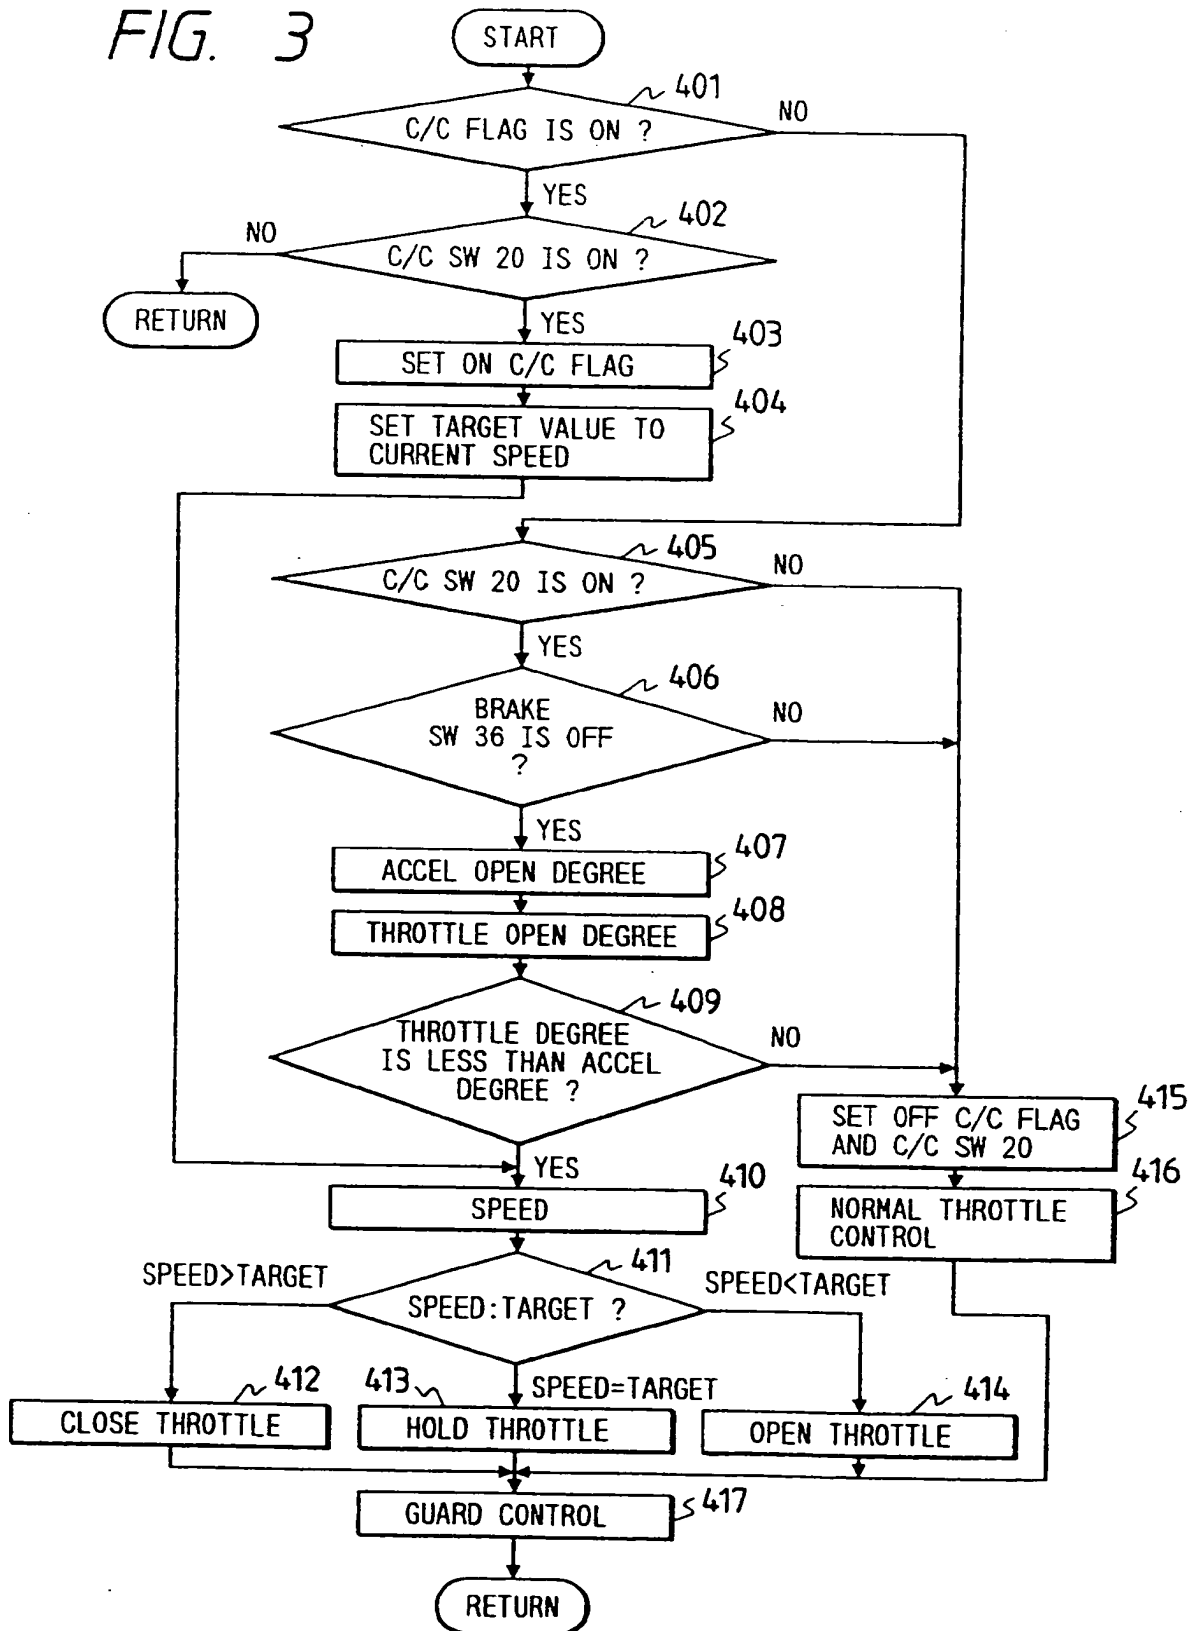 FIG. 3
START
401
C/C FLAG IS ON ?
NO
YES
402
NO
C/C SW 20 IS ON ?
RETURN
YES
403
SET ON C/C FLAG
404
SET TARGET VALUE TO
CURRENT SPEED
405
C/C SW 20 IS ON ?
NO
YES
406
BRAKE
SW 36 IS OFF
?
NO
YES
407
ACCEL OPEN DEGREE
408
THROTTLE OPEN DEGREE
409
THROTTLE DEGREE
IS LESS THAN ACCEL
DEGREE ?
NO
YES
415
SET OFF C/C FLAG
AND C/C SW 20
410
SPEED
416
NORMAL THROTTLE
CONTROL
411
SPEED:TARGET ?
SPEED>TARGET
SPEED<TARGET
SPEED=TARGET
412
CLOSE THROTTLE
413
HOLD THROTTLE
414
OPEN THROTTLE
417
GUARD CONTROL
RETURN